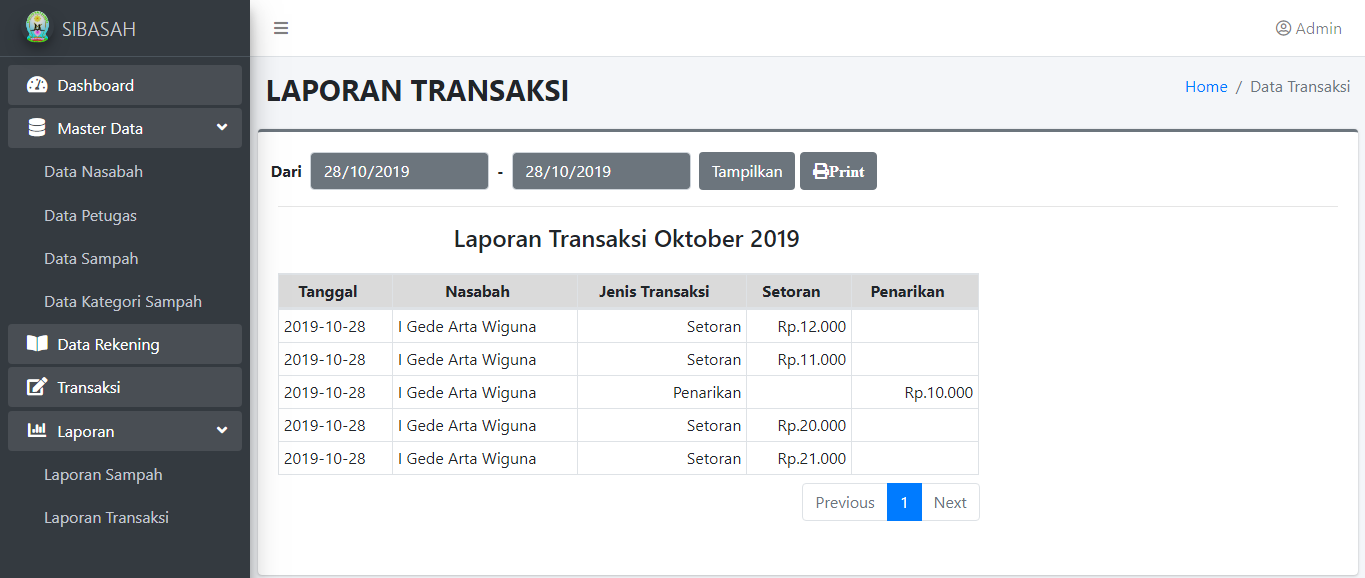 SIBASAH
Admin
Dashboard
Master Data
Data Nasabah
Data Petugas
Data Sampah
Data Kategori Sampah
Data Rekening
Transaksi
Laporan
Laporan Sampah
Laporan Transaksi
LAPORAN TRANSAKSI
Home / Data Transaksi
Dari 28/10/2019 - 28/10/2019 Tampilkan Print
Laporan Transaksi Oktober 2019
Tanggal Nasabah Jenis Transaksi Setoran Penarikan
2019-10-28 I Gede Arta Wiguna Setoran Rp.12.000
2019-10-28 I Gede Arta Wiguna Setoran Rp.11.000
2019-10-28 I Gede Arta Wiguna Penarikan Rp.10.000
2019-10-28 I Gede Arta Wiguna Setoran Rp.20.000
2019-10-28 I Gede Arta Wiguna Setoran Rp.21.000
Previous 1 Next